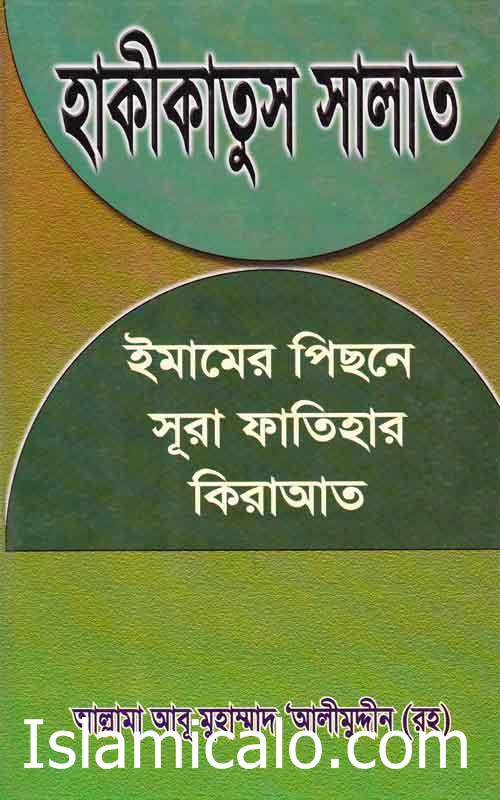 হাকীকাতুস সালাত
ইমামের পিছনে
সূরা ফাতিহার
কিরাআত
আল্লামা আবূ মুহাম্মাদ 'আলীমুদ্দীন (রহ)
Islamicalo.com